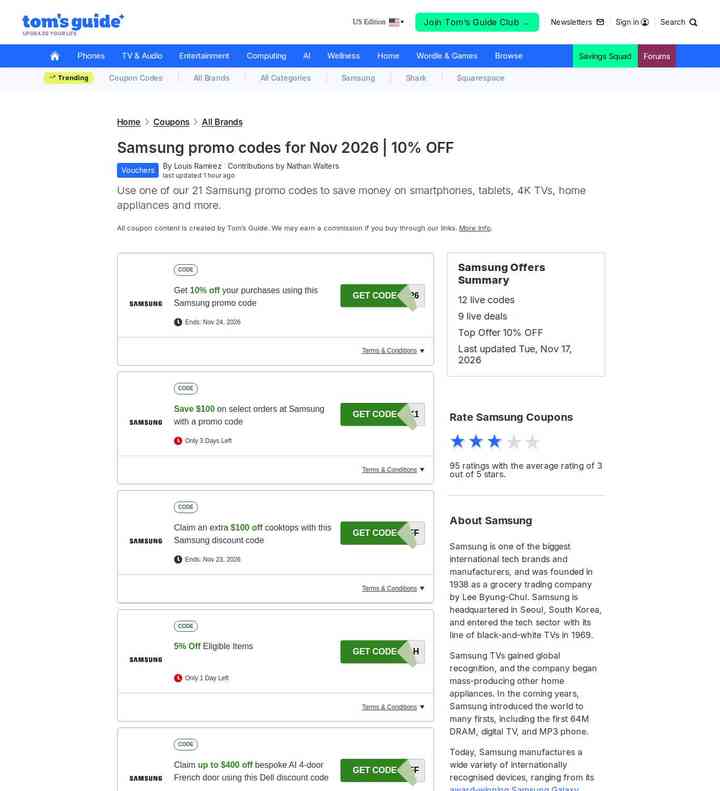 tom's guide
UPGRADE YOUR LIFE
US Edition
Join Tom's Guide Club →
Newsletters
Sign in
Search
Phones TV & Audio Entertainment Computing AI Wellness Home Wordle & Games Browse Savings Squad Forums
Trending Coupon Codes All Brands All Categories Samsung Shark Squarespace
Home > Coupons > All Brands
Samsung promo codes for Nov 2026 | 10% OFF
Vouchers
By Louis Ramirez Contributions by Nathan Walters
last updated 1 hour ago
Use one of our 21 Samsung promo codes to save money on smartphones, tablets, 4K TVs, home
appliances and more.
All coupon content is created by Tom's Guide. We may earn a commission if you buy through our links. More Info.
CODE
Get 10% off your purchases using this
Samsung promo code
SAMSUNG
GET CODE
26
Ends: Nov 24, 2026
Terms & Conditions ▼
CODE
Save $100 on select orders at Samsung
with a promo code
SAMSUNG
GET CODE
1
Only 3 Days Left
Terms & Conditions ▼
CODE
Claim an extra $100 off cooktops with this
Samsung discount code
SAMSUNG
GET CODE
FF
Ends: Nov 23, 2026
Terms & Conditions ▼
CODE
5% Off Eligible Items
SAMSUNG
GET CODE
H
Only 1 Day Left
Terms & Conditions ▼
CODE
Claim up to $400 off bespoke AI 4-door
French door using this Dell discount code
SAMSUNG
GET CODE
FF
Samsung Offers
Summary
12 live codes
9 live deals
Top Offer 10% OFF
Last updated Tue, Nov 17,
2026
Rate Samsung Coupons
95 ratings with the average rating of 3
out of 5 stars.
About Samsung
Samsung is one of the biggest
international tech brands and
manufacturers, and was founded in
1938 as a grocery trading company
by Lee Byung-Chul. Samsung is
headquartered in Seoul, South Korea,
and entered the tech sector with its
line of black-and-white TVs in 1969.
Samsung TVs gained global
recognition, and the company began
mass-producing other home
appliances. In the coming years,
Samsung introduced the world to
many firsts, including the first 64M
DRAM, digital TV, and MP3 phone.
Today, Samsung manufactures a
wide variety of internationally
recognised devices, ranging from its
award-winning Samsung Galaxy